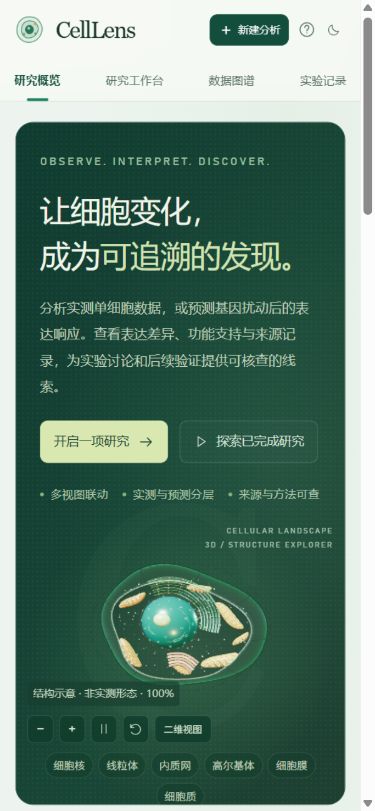 CellLens
+ 新建分析
研究概览 研究工作台 数据图谱 实验记录
OBSERVE. INTERPRET. DISCOVER.
让细胞变化，
成为可追溯的发现。
分析实测单细胞数据，或预测基因扰动后的表
达响应。查看表达差异、功能支持与来源记
录，为实验讨论和后续验证提供可核查的线
索。
开启一项研究 → 探索已完成研究
• 多视图联动 • 实测与预测分层 • 来源与方法可查
CELLULAR LANDSCAPE
3D / STRUCTURE EXPLORER
结构示意 · 非实测形态 · 100%
二维视图
细胞核 线粒体 内质网 高尔基体 细胞膜
细胞质